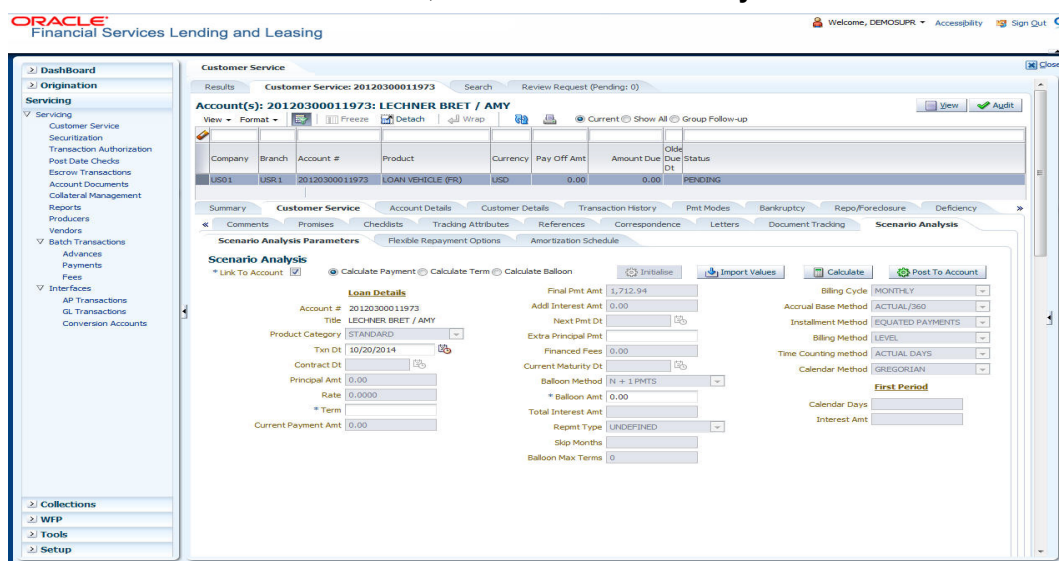 ORACLE
Financial Services Lending and Leasing
Welcome, DEMOSUPR Accessibility Sign Out
DashBoard
Origination
Servicing
Servicing
Customer Service
Securitization
Transaction Authorization
Post Date Checks
Escrow Transactions
Account Documents
Collateral Management
Reports
Producers
Vendors
Batch Transactions
Advances
Payments
Fees
Interfaces
AP Transactions
GL Transactions
Conversion Accounts
Collections
WFP
Tools
Setup
Customer Service
Close
Results Customer Service: 20120300011973 Search Review Request (Pending: 0)
Account(s): 20120300011973: LECHNER BRET / AMY
View Audit
View Format Freeze Detach Wrap Current Show All Group Follow-up
Company Branch Account # Product Currency Pay Off Amt Amount Due Olde Due Dt Status
US01 USR1 20120300011973 LOAN VEHICLE (FR) USD 0.00 0.00 PENDING
Summary Customer Service Account Details Customer Details Transaction History Pmt Modes Bankruptcy Repo/Foreclosure Deficiency »
« Comments Promises Checklists Tracking Attributes References Correspondence Letters Document Tracking Scenario Analysis
Scenario Analysis Parameters Flexible Repayment Options Amortization Schedule
Scenario Analysis
* Link To Account Calculate Payment Calculate Term Calculate Balloon Initialise Import Values Calculate Post To Account
Loan Details
Account # 20120300011973
Title LECHNER BRET / AMY
Product Category STANDARD
Txn Dt 10/20/2014
Contract Dt
Principal Amt 0.00
Rate 0.0000
* Term
Current Payment Amt 0.00
Final Pmt Amt 1,712.94
Addl Interest Amt 0.00
Next Pmt Dt
Extra Principal Pmt
Financed Fees 0.00
Current Maturity Dt
Balloon Method N + 1 PMTS
* Balloon Amt 0.00
Total Interest Amt
Repmt Type UNDEFINED
Skip Months
Balloon Max Terms 0
Billing Cycle MONTHLY
Accrual Base Method ACTUAL/360
Installment Method EQUATED PAYMENTS
Billing Method LEVEL
Time Counting method ACTUAL DAYS
Calendar Method GREGORIAN
First Period
Calendar Days
Interest Amt